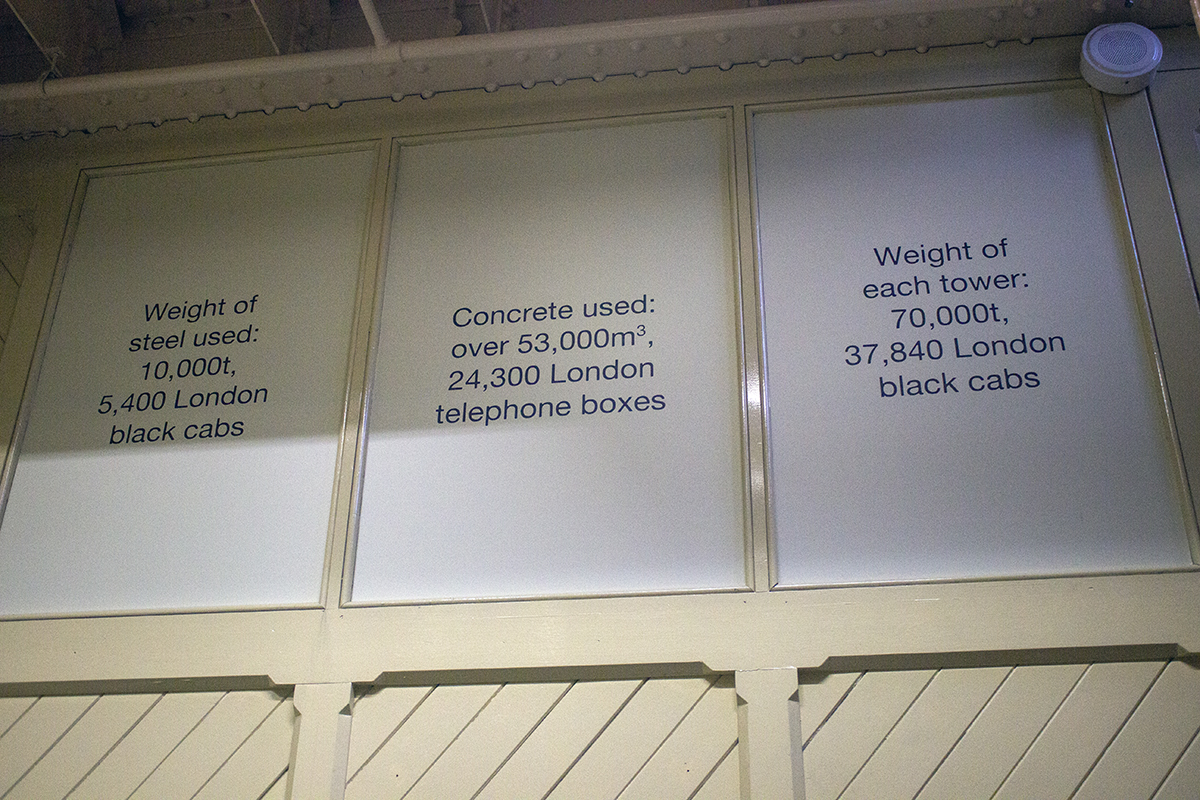 Weight of
steel used:
10,000t,
5,400 London
black cabs
Concrete used:
over 53,000m³,
24,300 London
telephone boxes
Weight of
each tower:
70,000t,
37,840 London
black cabs